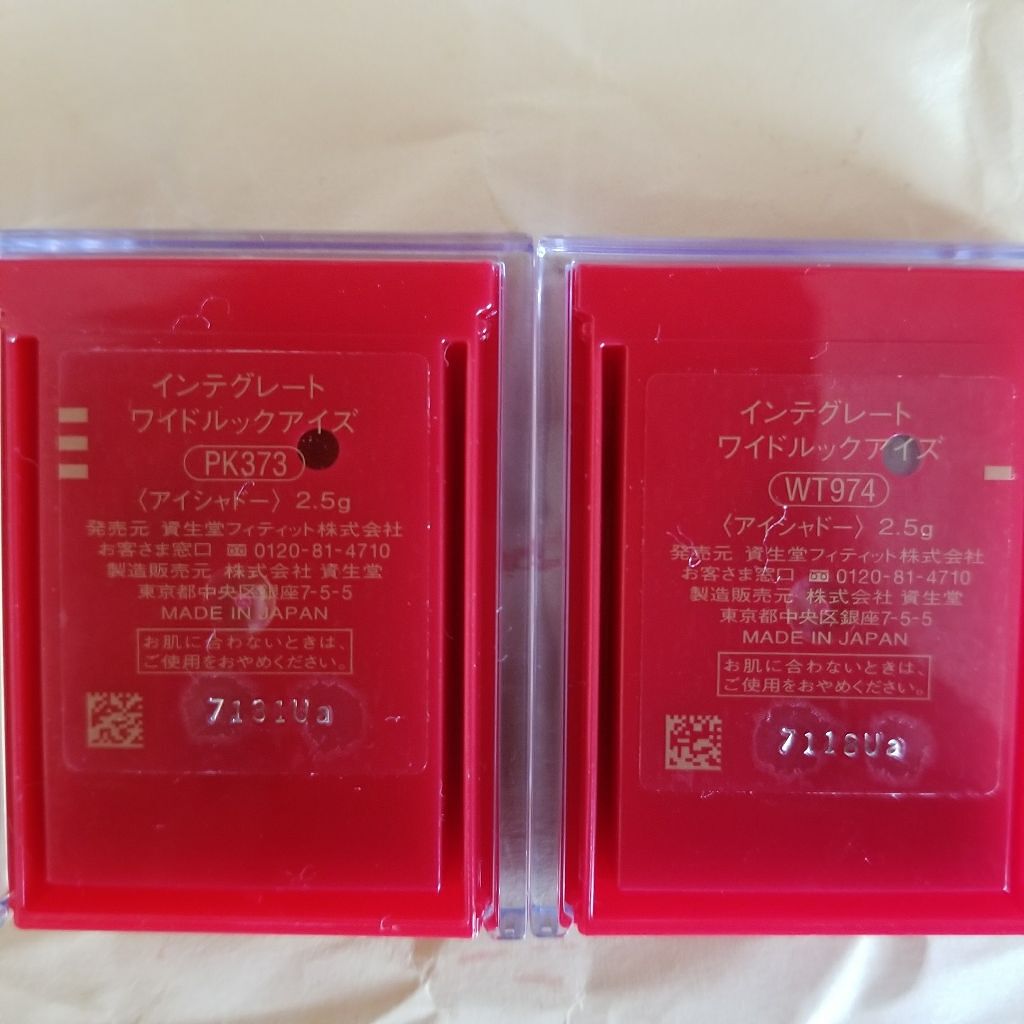 インテグレート
ワイドルックアイズ
PK373
〈アイシャドー〉 2.5g
発売元 資生堂フィティット株式会社
お客さま窓口 0120-81-4710
製造販売元 株式会社 資生堂
東京都中央区銀座7-5-5
MADE IN JAPAN
お肌に合わないときは、
ご使用をおやめください。
7131Ua
インテグレート
ワイドルックアイズ
WT974
〈アイシャドー〉 2.5g
発売元 資生堂フィティット株式会社
お客さま窓口 0120-81-4710
製造販売元 株式会社 資生堂
東京都中央区銀座7-5-5
MADE IN JAPAN
お肌に合わないときは、
ご使用をおやめください。